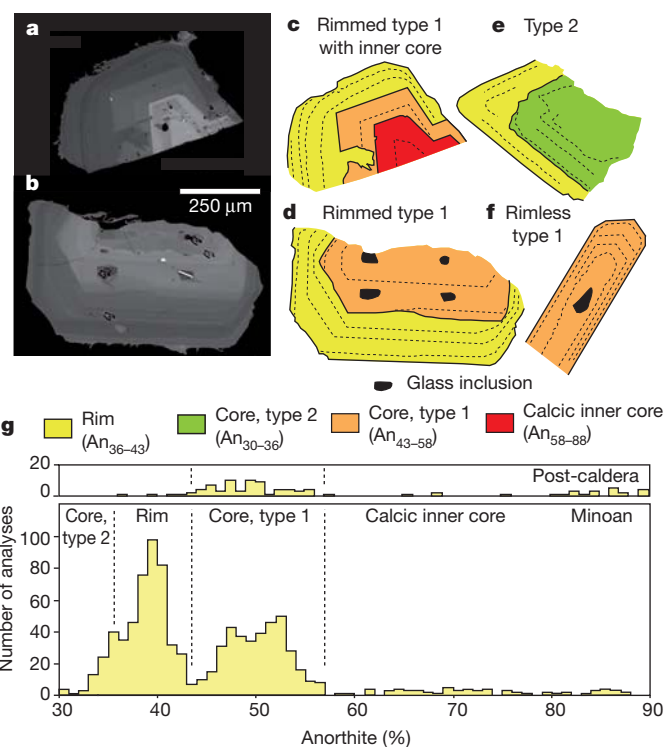 a
b
250 μm
c Rimmed type 1
with inner core
e Type 2
d Rimmed type 1
f Rimless
type 1
Glass inclusion
g
Rim
(An36–43)
Core, type 2
(An30–36)
Core, type 1
(An43–58)
Calcic inner core
(An58–88)
20
0
Post-caldera
Core,
type 2
Rim
Core, type 1
Calcic inner core
Minoan
Number of analyses
100
80
60
40
20
0
30 40 50 60 70 80 90
Anorthite (%)